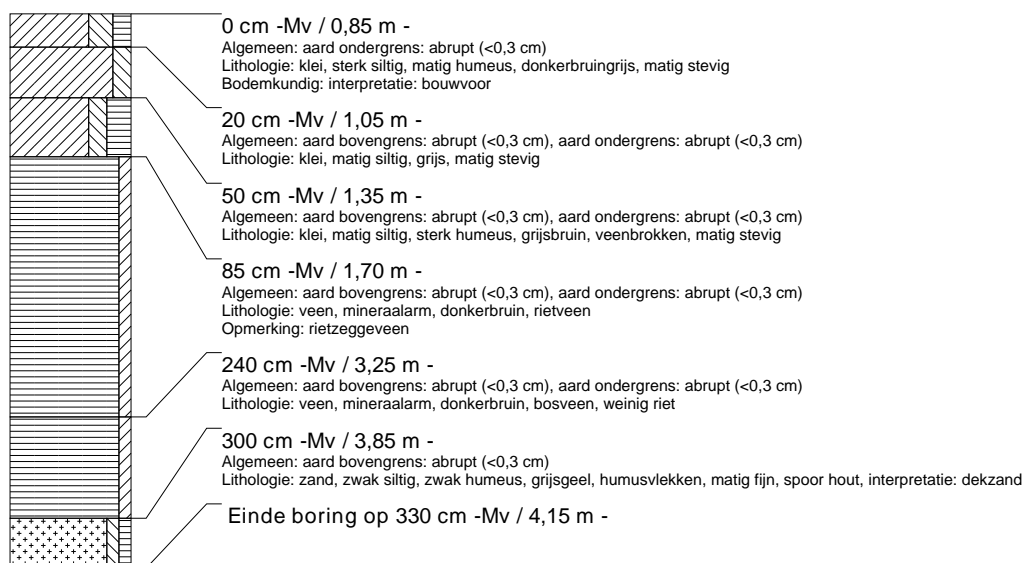 0 cm -Mv / 0,85 m -
Algemeen: aard ondergrens: abrupt (<0,3 cm)
Lithologie: klei, sterk siltig, matig humeus, donkerbruingrijs, matig stevig
Bodemkundig: interpretatie: bouwvoor
20 cm -Mv / 1,05 m -
Algemeen: aard bovengrens: abrupt (<0,3 cm), aard ondergrens: abrupt (<0,3 cm)
Lithologie: klei, matig siltig, grijs, matig stevig
50 cm -Mv / 1,35 m -
Algemeen: aard bovengrens: abrupt (<0,3 cm), aard ondergrens: abrupt (<0,3 cm)
Lithologie: klei, matig siltig, sterk humeus, grijsbruin, veenbrokken, matig stevig
85 cm -Mv / 1,70 m -
Algemeen: aard bovengrens: abrupt (<0,3 cm), aard ondergrens: abrupt (<0,3 cm)
Lithologie: veen, mineraalarm, donkerbruin, rietveen
Opmerking: rietzeggeveen
240 cm -Mv / 3,25 m -
Algemeen: aard bovengrens: abrupt (<0,3 cm), aard ondergrens: abrupt (<0,3 cm)
Lithologie: veen, mineraalarm, donkerbruin, bosveen, weinig riet
300 cm -Mv / 3,85 m -
Algemeen: aard bovengrens: abrupt (<0,3 cm)
Lithologie: zand, zwak siltig, zwak humeus, grijsgeel, humusvlekken, matig fijn, spoor hout, interpretatie: dekzand
Einde boring op 330 cm -Mv / 4,15 m -